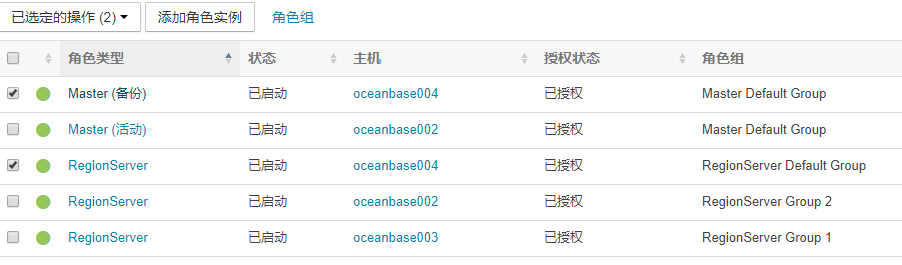 已选定的操作 (2) 添加角色实例 角色组
角色类型 状态 主机 授权状态 角色组
Master (备份) 已启动 oceanbase004 已授权 Master Default Group
Master (活动) 已启动 oceanbase002 已授权 Master Default Group
RegionServer 已启动 oceanbase004 已授权 RegionServer Default Group
RegionServer 已启动 oceanbase002 已授权 RegionServer Group 2
RegionServer 已启动 oceanbase003 已授权 RegionServer Group 1